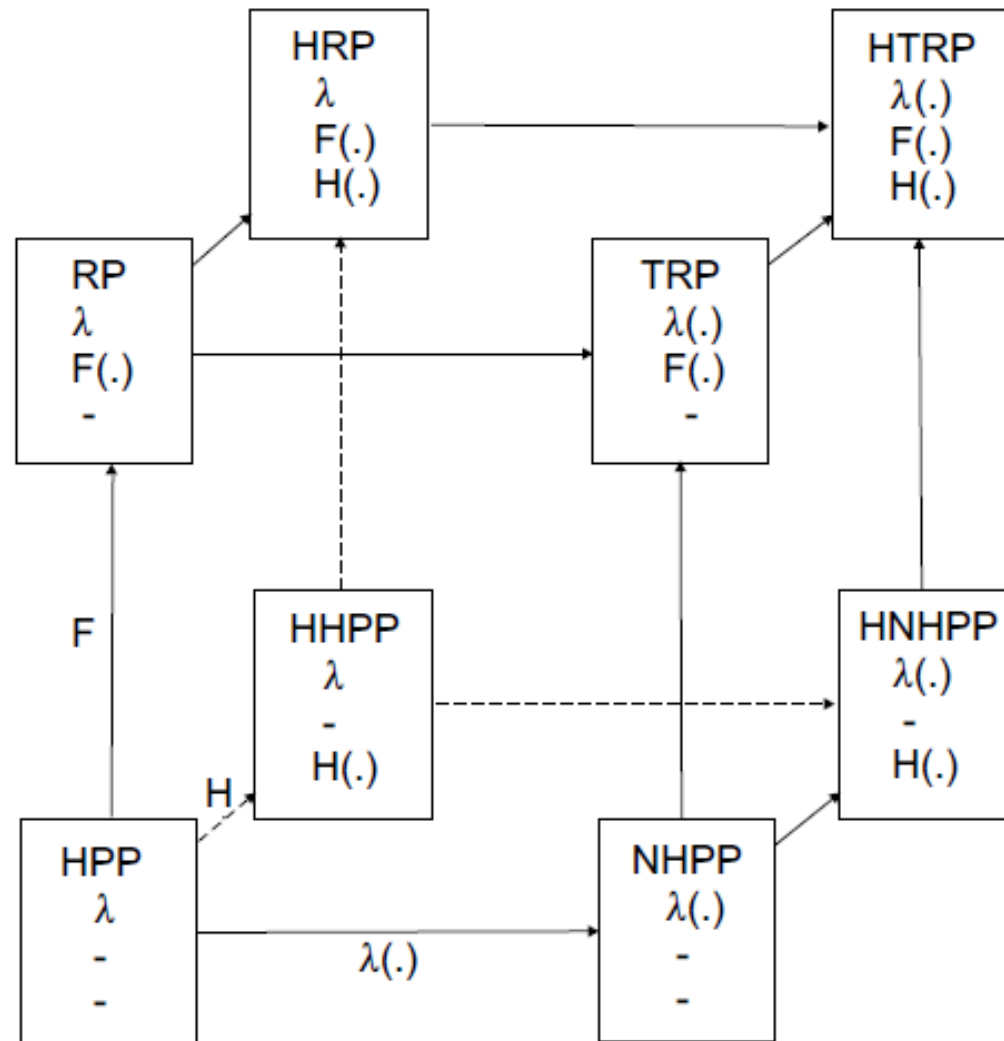 HRP
λ
F(.)
H(.)
HTRP
λ(.)
F(.)
H(.)
RP
λ
F(.)
-
TRP
λ(.)
F(.)
-
F
HHPP
λ
-
H(.)
HNHPP
λ(.)
-
H(.)
H
HPP
λ
-
-
λ(.)
NHPP
λ(.)
-
-